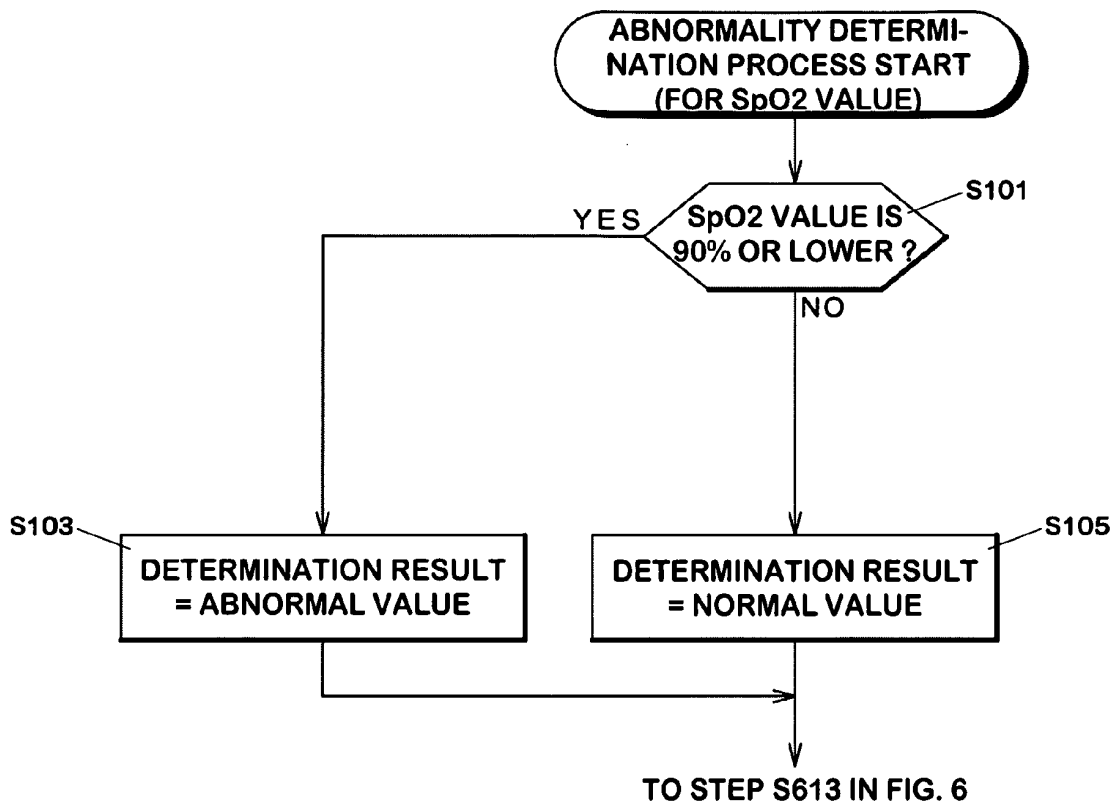 ABNORMALITY DETERMI-
NATION PROCESS START
(FOR SpO2 VALUE)
S101
YES
SpO2 VALUE IS
90% OR LOWER ?
NO
S103
DETERMINATION RESULT
= ABNORMAL VALUE
S105
DETERMINATION RESULT
= NORMAL VALUE
TO STEP S613 IN FIG. 6